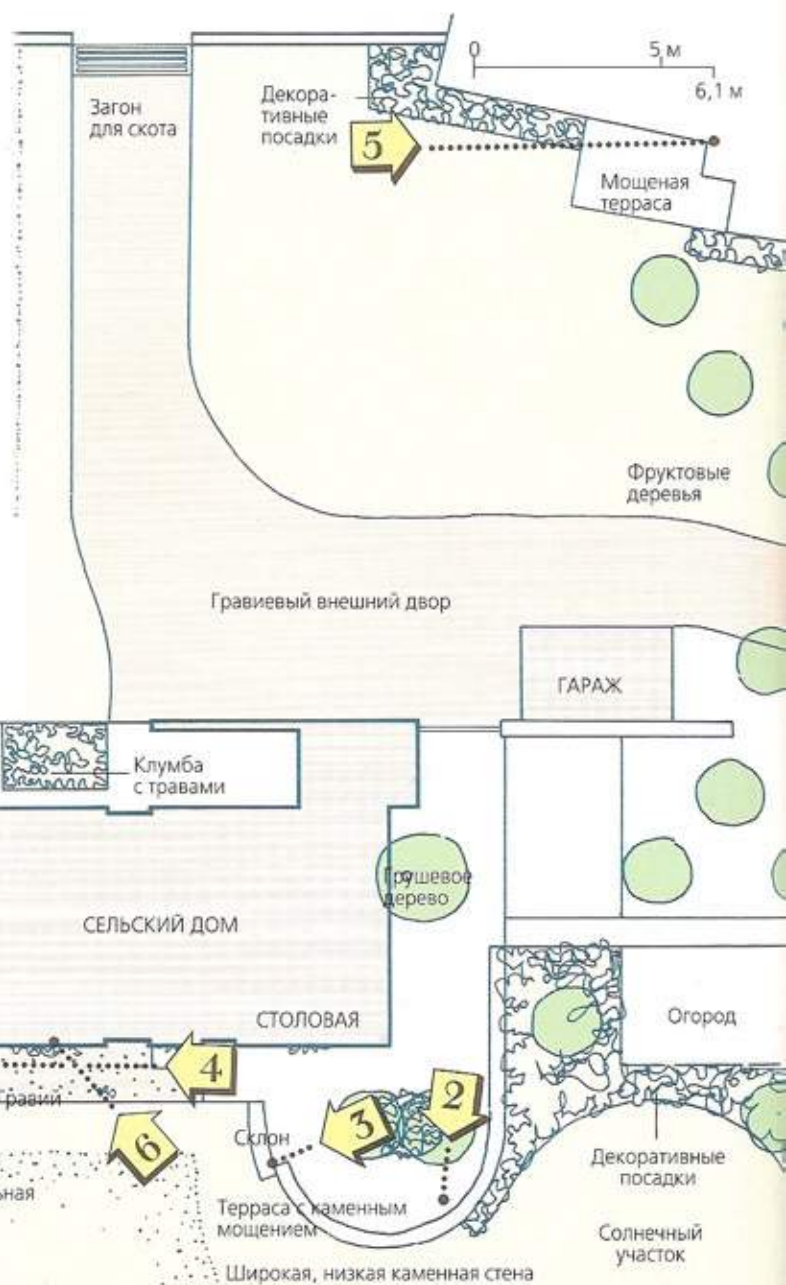 0 5 м
6,1 м
Загон
для скота
Декора-
тивные
посадки
5
Мощеная
терраса
Фруктовые
деревья
Гравиевый внешний двор
ГАРАЖ
Клумба
с травами
Грушевое
дерево
СЕЛЬСКИЙ ДОМ
СТОЛОВАЯ
Огород
4
равий
2
3
6
Склон
ьная
Терраса с каменным
мощением
Декоративные
посадки
Солнечный
участок
Широкая, низкая каменная стена